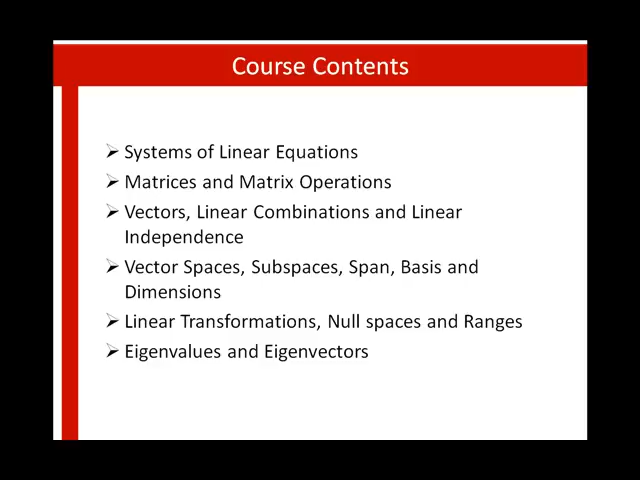 Course Contents
Systems of Linear Equations
Matrices and Matrix Operations
Vectors, Linear Combinations and Linear
Independence
Vector Spaces, Subspaces, Span, Basis and
Dimensions
Linear Transformations, Null spaces and Ranges
Eigenvalues and Eigenvectors